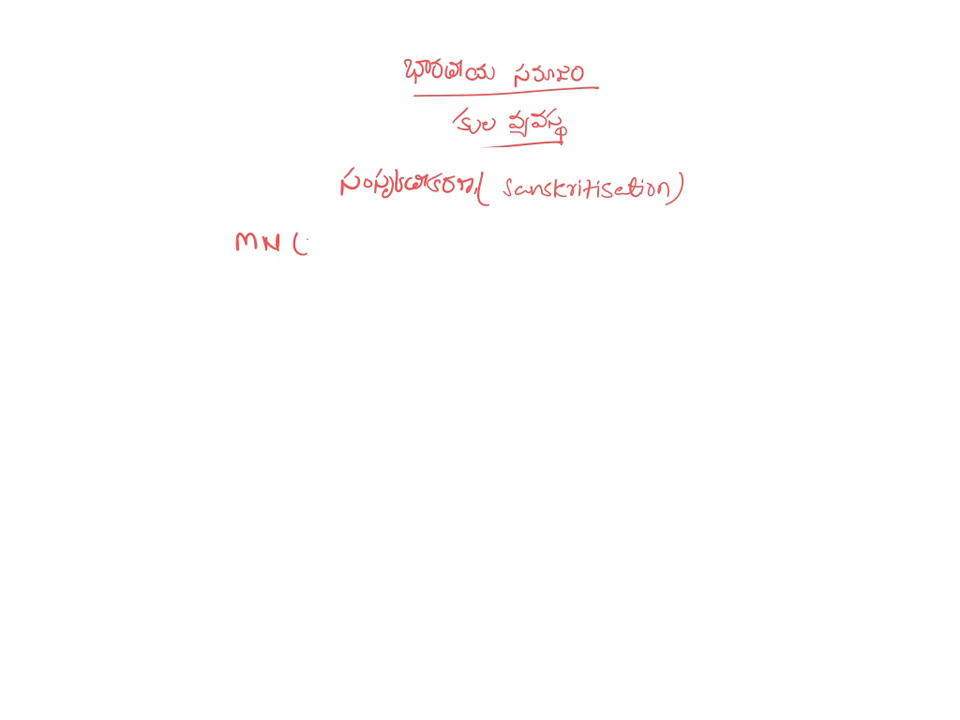 భారతీయ సమాజం
కుల వ్యవస్థ
సంస్కృతీకరణ ( Sanskritisation)
MN (